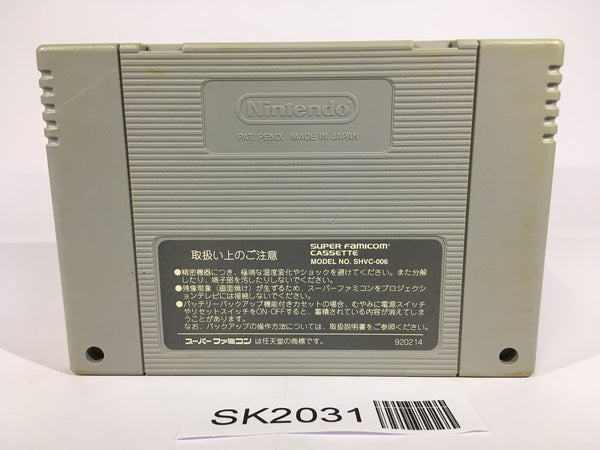 Nintendo
PAT. PEND. MADE IN JAPAN
取扱い上のご注意
SUPER FAMICOM
CASSETTE
MODEL NO. SHVC-006
●精密機器につき、極端な温度変化やショックを避けてください。また分解
したり、端子部を汚したりしないでください。
●残像現象(画面焼け)が生ずるため、スーパーファミコンをプロジェクシ
ョンテレビには接続しないでください。
●バッテリーバックアップ機能付きカセットの場合、むやみに電源スイッチ
やリセットスイッチをON-OFFすると、蓄積されている内容が消えてしま
うことがあります。
なお、バックアップの操作方法については、取扱説明書をご参照ください。
スーパーファミコン は任天堂の商標です。
920214
SK2031